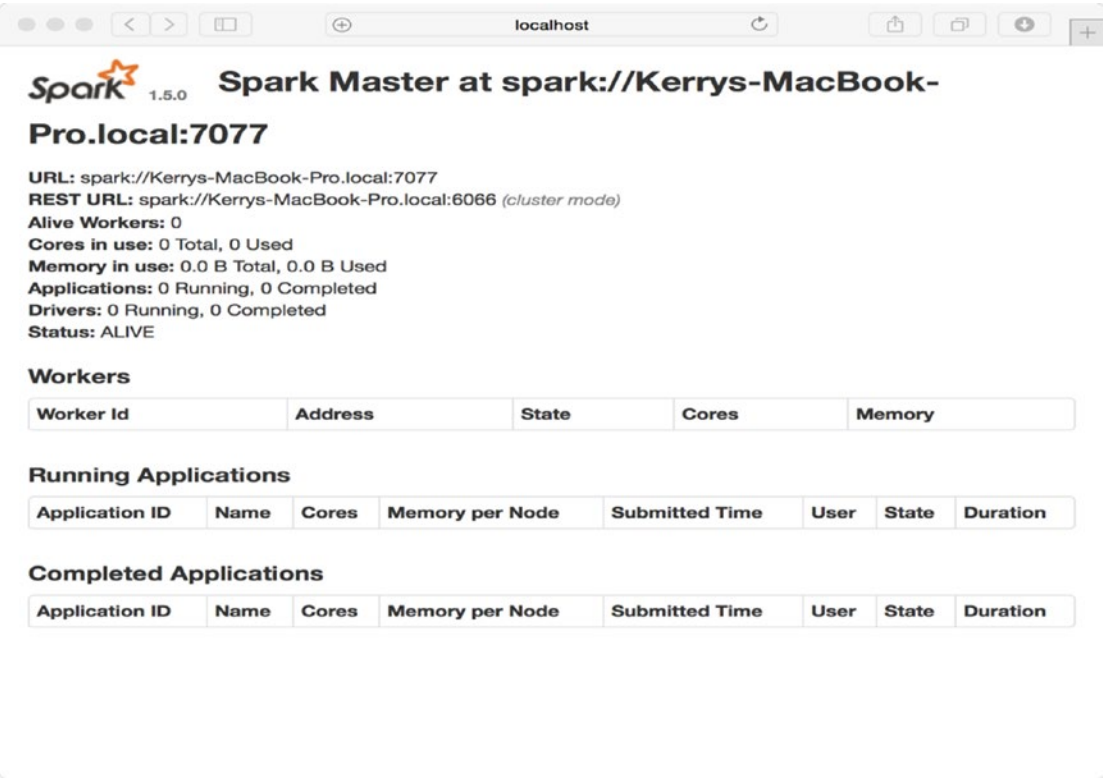 localhost
Spark 1.5.0 Spark Master at spark://Kerrys-MacBook-
Pro.local:7077
URL: spark://Kerrys-MacBook-Pro.local:7077
REST URL: spark://Kerrys-MacBook-Pro.local:6066 (cluster mode)
Alive Workers: 0
Cores in use: 0 Total, 0 Used
Memory in use: 0.0 B Total, 0.0 B Used
Applications: 0 Running, 0 Completed
Drivers: 0 Running, 0 Completed
Status: ALIVE
Workers
Worker Id Address State Cores Memory
Running Applications
Application ID Name Cores Memory per Node Submitted Time User State Duration
Completed Applications
Application ID Name Cores Memory per Node Submitted Time User State Duration